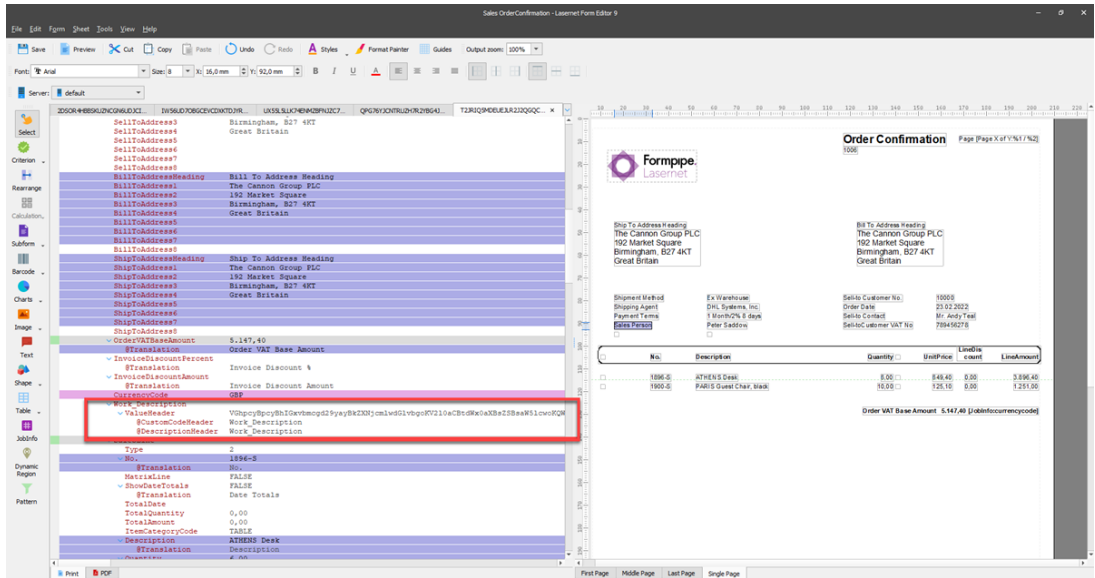 Sales OrderConfirmation - Lasernet Form Editor 9
File Edit Form Sheet Tools View Help
Save Preview Cut Copy Paste Undo Redo Styles Format Painter Guides Output zoom: 100%
Font: Arial Size: 8 X: 16,0 mm Y: 92,0 mm B I U A
Server: default
Select
Criterion
Rearrange
Calculation
Subform
Barcode
Charts
Image
Text
Shape
Table
JobInfo
Dynamic Region
Pattern
SellToAddress3 Birmingham, B27 4KT
SellToAddress4 Great Britain
SellToAddress5
SellToAddress6
SellToAddress7
SellToAddress8
BillToAddressHeading Bill To Address Heading
BillToAddress1 The Cannon Group PLC
BillToAddress2 192 Market Square
BillToAddress3 Birmingham, B27 4KT
BillToAddress4 Great Britain
BillToAddress5
BillToAddress6
BillToAddress7
BillToAddress8
ShipToAddressHeading Ship To Address Heading
ShipToAddress1 The Cannon Group PLC
ShipToAddress2 192 Market Square
ShipToAddress3 Birmingham, B27 4KT
ShipToAddress4 Great Britain
ShipToAddress5
ShipToAddress6
ShipToAddress7
ShipToAddress8
OrderVATBaseAmount 5.147,40
@Translation Order VAT Base Amount
InvoiceDiscountPercent
@Translation Invoice Discount %
InvoiceDiscountAmount
@Translation Invoice Discount Amount
CurrencyCode GBP
Work_Description
ValueHeader
@CustomCodeHeader Work_Description
@DescriptionHeader Work_Description
Type 2
No. 1896-S
@Translation No.
MatrixLine FALSE
ShowDateTotals FALSE
@Translation Date Totals
TotalDate
TotalQuantity 0,00
TotalAmount 0,00
ItemCategoryCode TABLE
Description ATHENS Desk
@Translation Description
Quantity 6,00
Print PDF
Order Confirmation Page [Page X of Y:%1 / %2]
1006
Formpipe.
Lasernet
Ship To Address Heading
The Cannon Group PLC
192 Market Square
Birmingham, B27 4KT
Great Britain
Bill To Address Heading
The Cannon Group PLC
192 Market Square
Birmingham, B27 4KT
Great Britain
Shipment Method Ex Warehouse Sell-to Customer No. 10000
Shipping Agent DHL Systems, Inc. Order Date 23.02.2022
Payment Terms 1 Month/2% 8 days Sell-to Contact Mr. Andy Teal
Sales Person Peter Saddow Sell-toCustomer VAT No 789456278
No. Description Quantity UnitPrice LineDis count LineAmount
1896-S ATHENS Desk 6,00 649,40 0,00 3.896,40
1900-S PARIS Guest Chair, black 10,00 125,10 0,00 1.251,00
Order VAT Base Amount 5.147,40 [JobInfo:currencycode]
First Page Middle Page Last Page Single Page